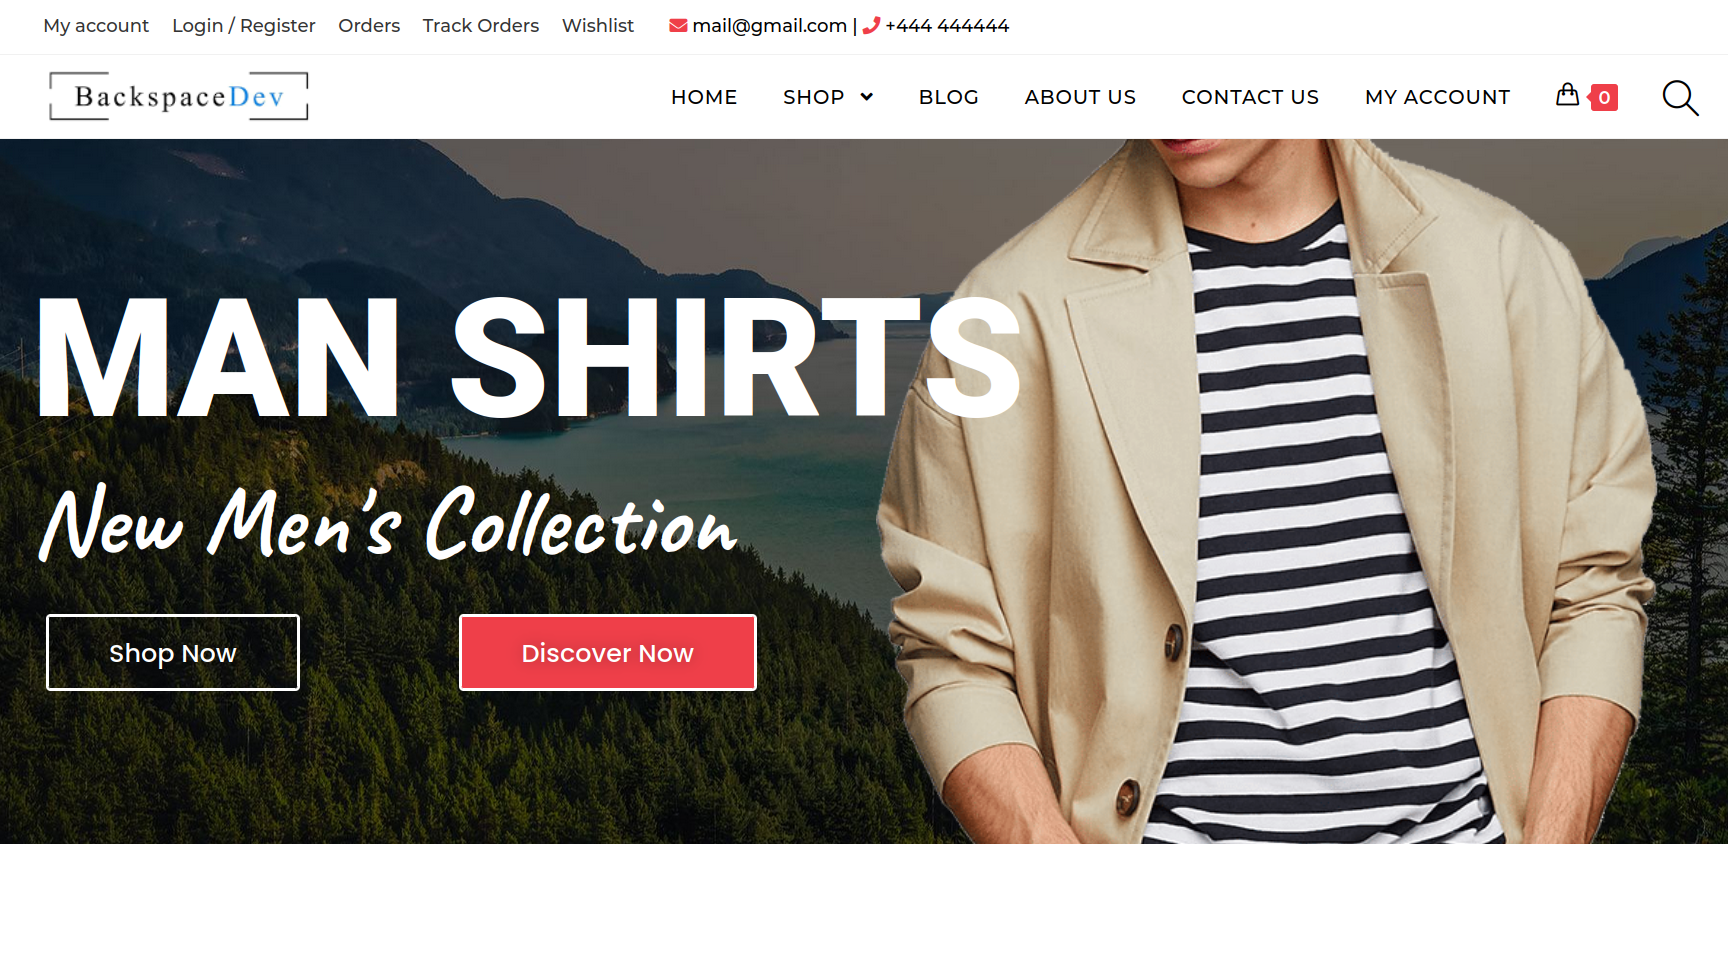 My account Login / Register Orders Track Orders Wishlist mail@gmail.com | +444 444444
BackspaceDev HOME SHOP BLOG ABOUT US CONTACT US MY ACCOUNT 0
MAN SHIRTS
New Men's Collection
Shop Now Discover Now